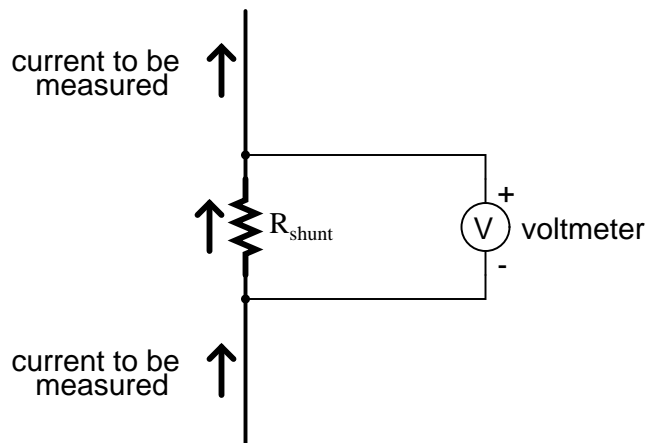 current to be
measured
+
R_shunt
V voltmeter
-
current to be
measured